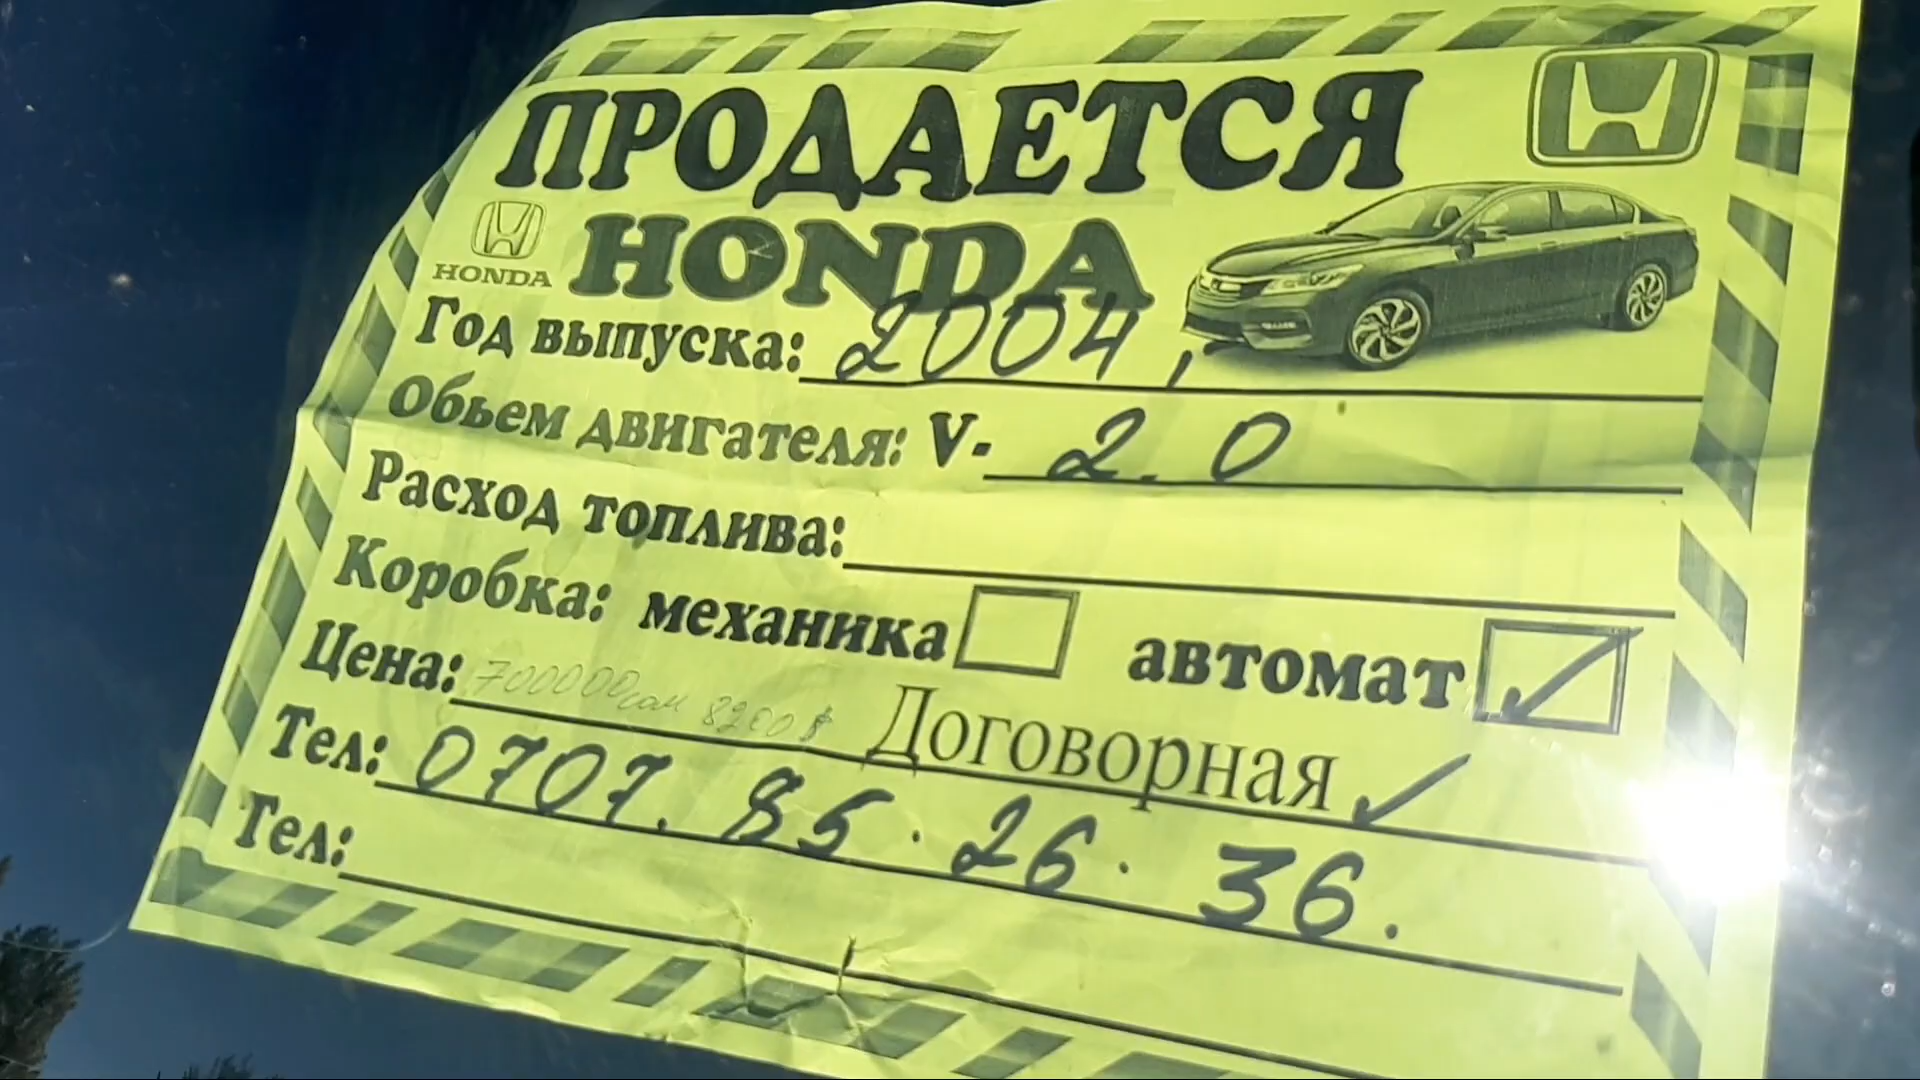 ПРОДАЕТСЯ
HONDA
HONDA
Год выпуска: 2004,
Обьем двигателя: V- 2.0
Расход топлива:
Коробка: механика автомат
Цена: 700000сом 8200$ Договорная
Тел: 0707.85.26.36.
Тел: